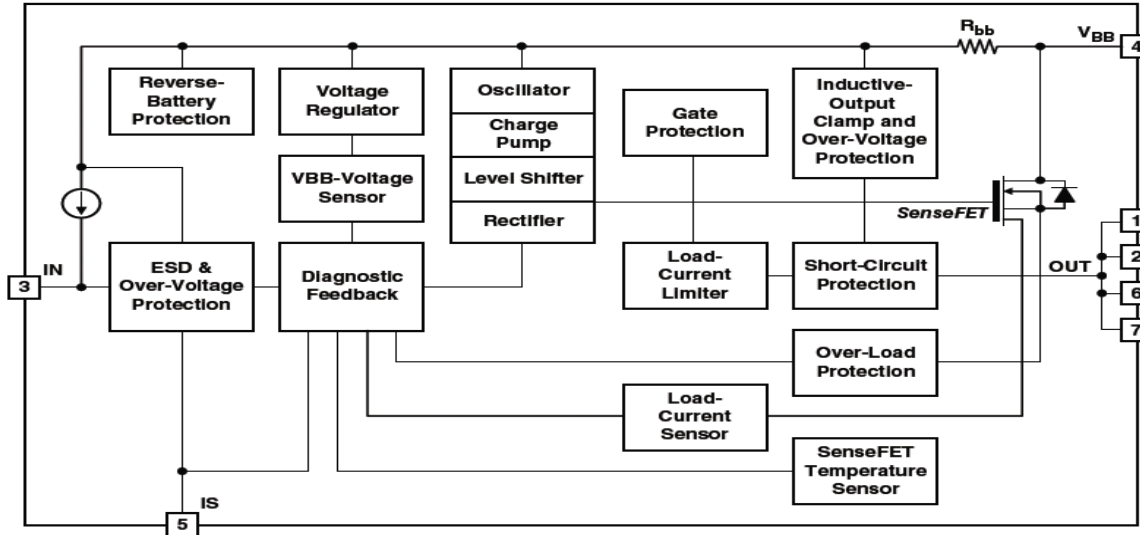 Rbb
VBB
4
Reverse-
Battery
Protection
Voltage
Regulator
Oscillator
Charge
Pump
Level Shifter
Rectifier
Gate
Protection
Inductive-
Output
Clamp and
Over-Voltage
Protection
VBB-Voltage
Sensor
SenseFET
1
2
6
7
OUT
IN
3
ESD &
Over-Voltage
Protection
Diagnostic
Feedback
Load-
Current
Limiter
Short-Circuit
Protection
Over-Load
Protection
Load-
Current
Sensor
SenseFET
Temperature
Sensor
IS
5